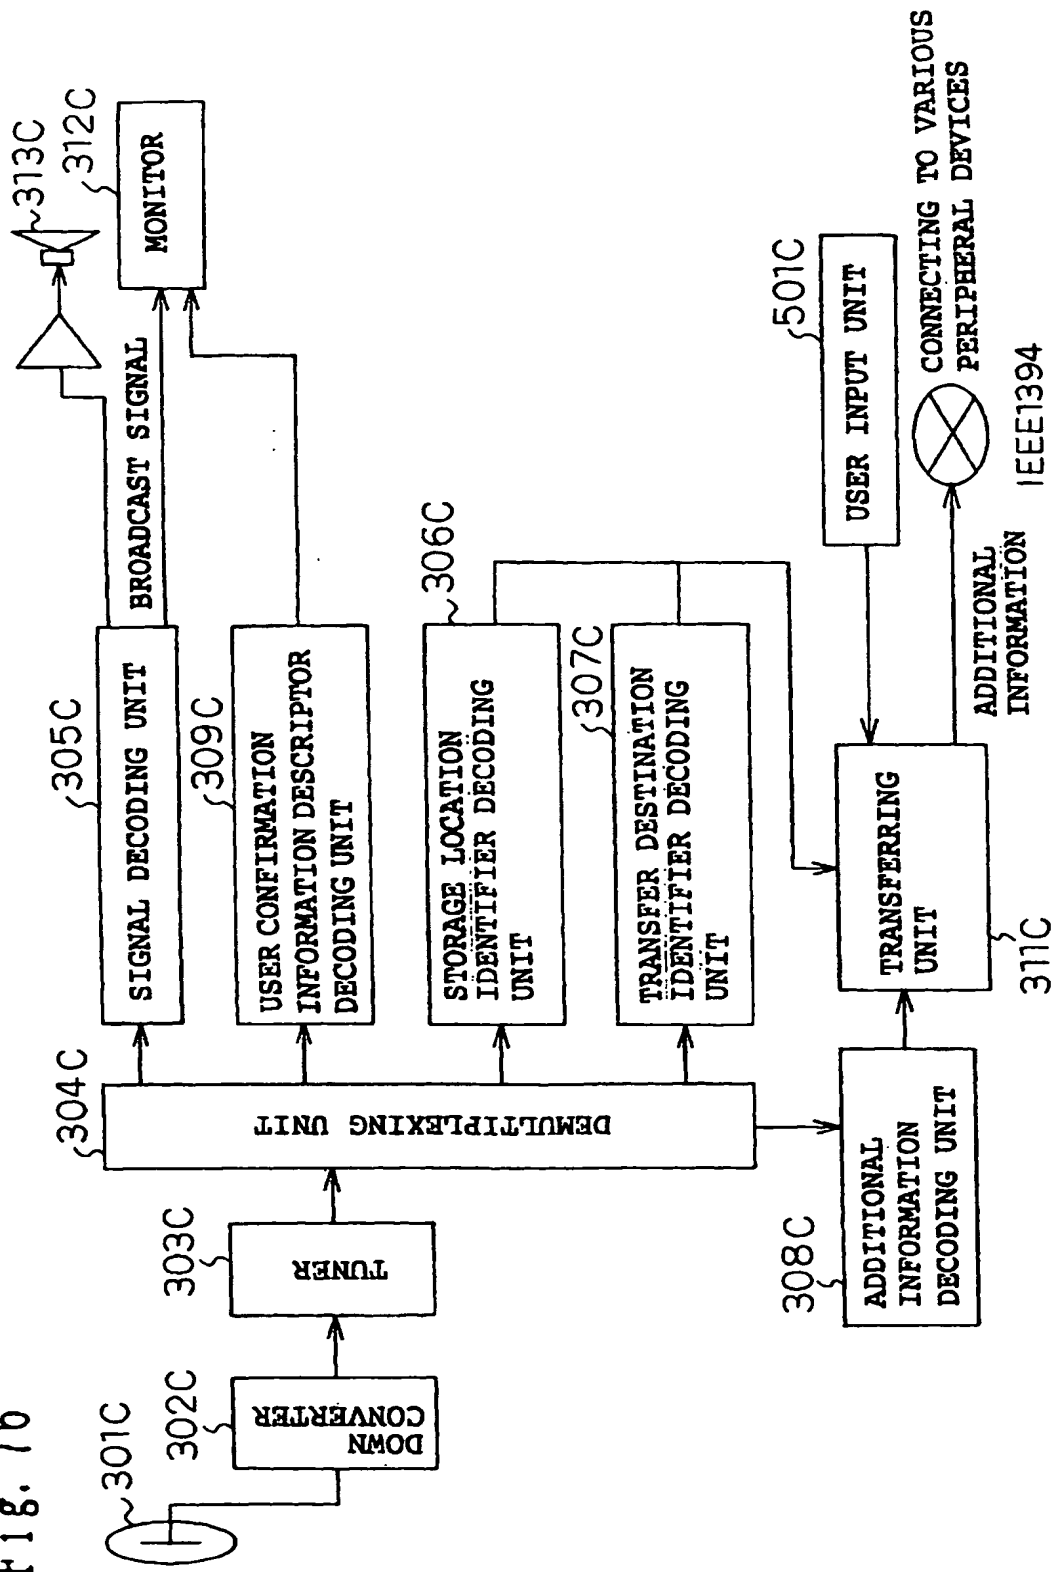 Fig.
301C
302C
DOWN
CONVERTER
303C
TUNER
304C
DEMULTIPLEXING UNIT
305C
SIGNAL DECODING UNIT
BROADCAST SIGNAL
313C
312C
MONITOR
309C
USER CONFIRMATION
INFORMATION DESCRIPTOR
DECODING UNIT
306C
STORAGE LOCATION
IDENTIFIER DECODING
UNIT
307C
TRANSFER DESTINATION
IDENTIFIER DECODING
UNIT
308C
ADDITIONAL
INFORMATION
DECODING UNIT
TRANSFERRING
UNIT
311C
501C
USER INPUT UNIT
ADDITIONAL
INFORMATION
CONNECTING TO VARIOUS
PERIPHERAL DEVICES
IEEE1394